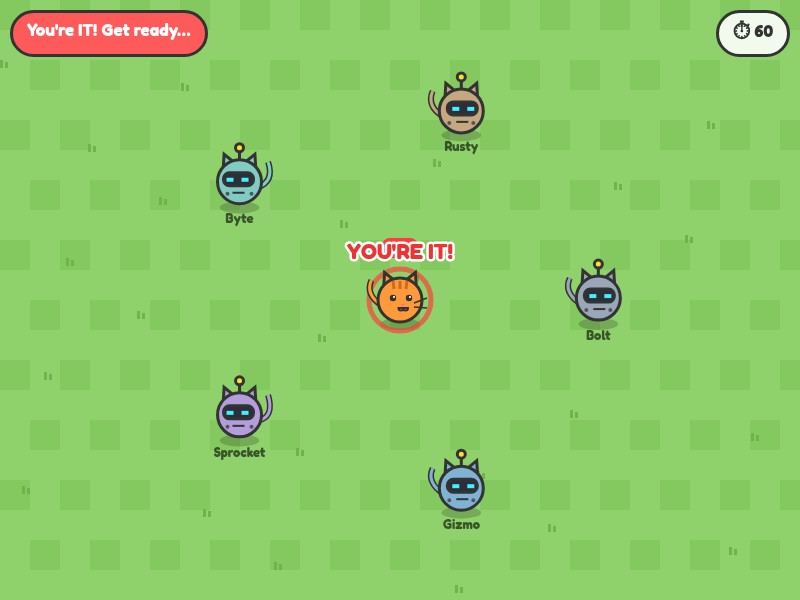 You're IT! Get ready...
⏱ 60
Rusty
Byte
YOU'RE IT!
Bolt
Sprocket
Gizmo